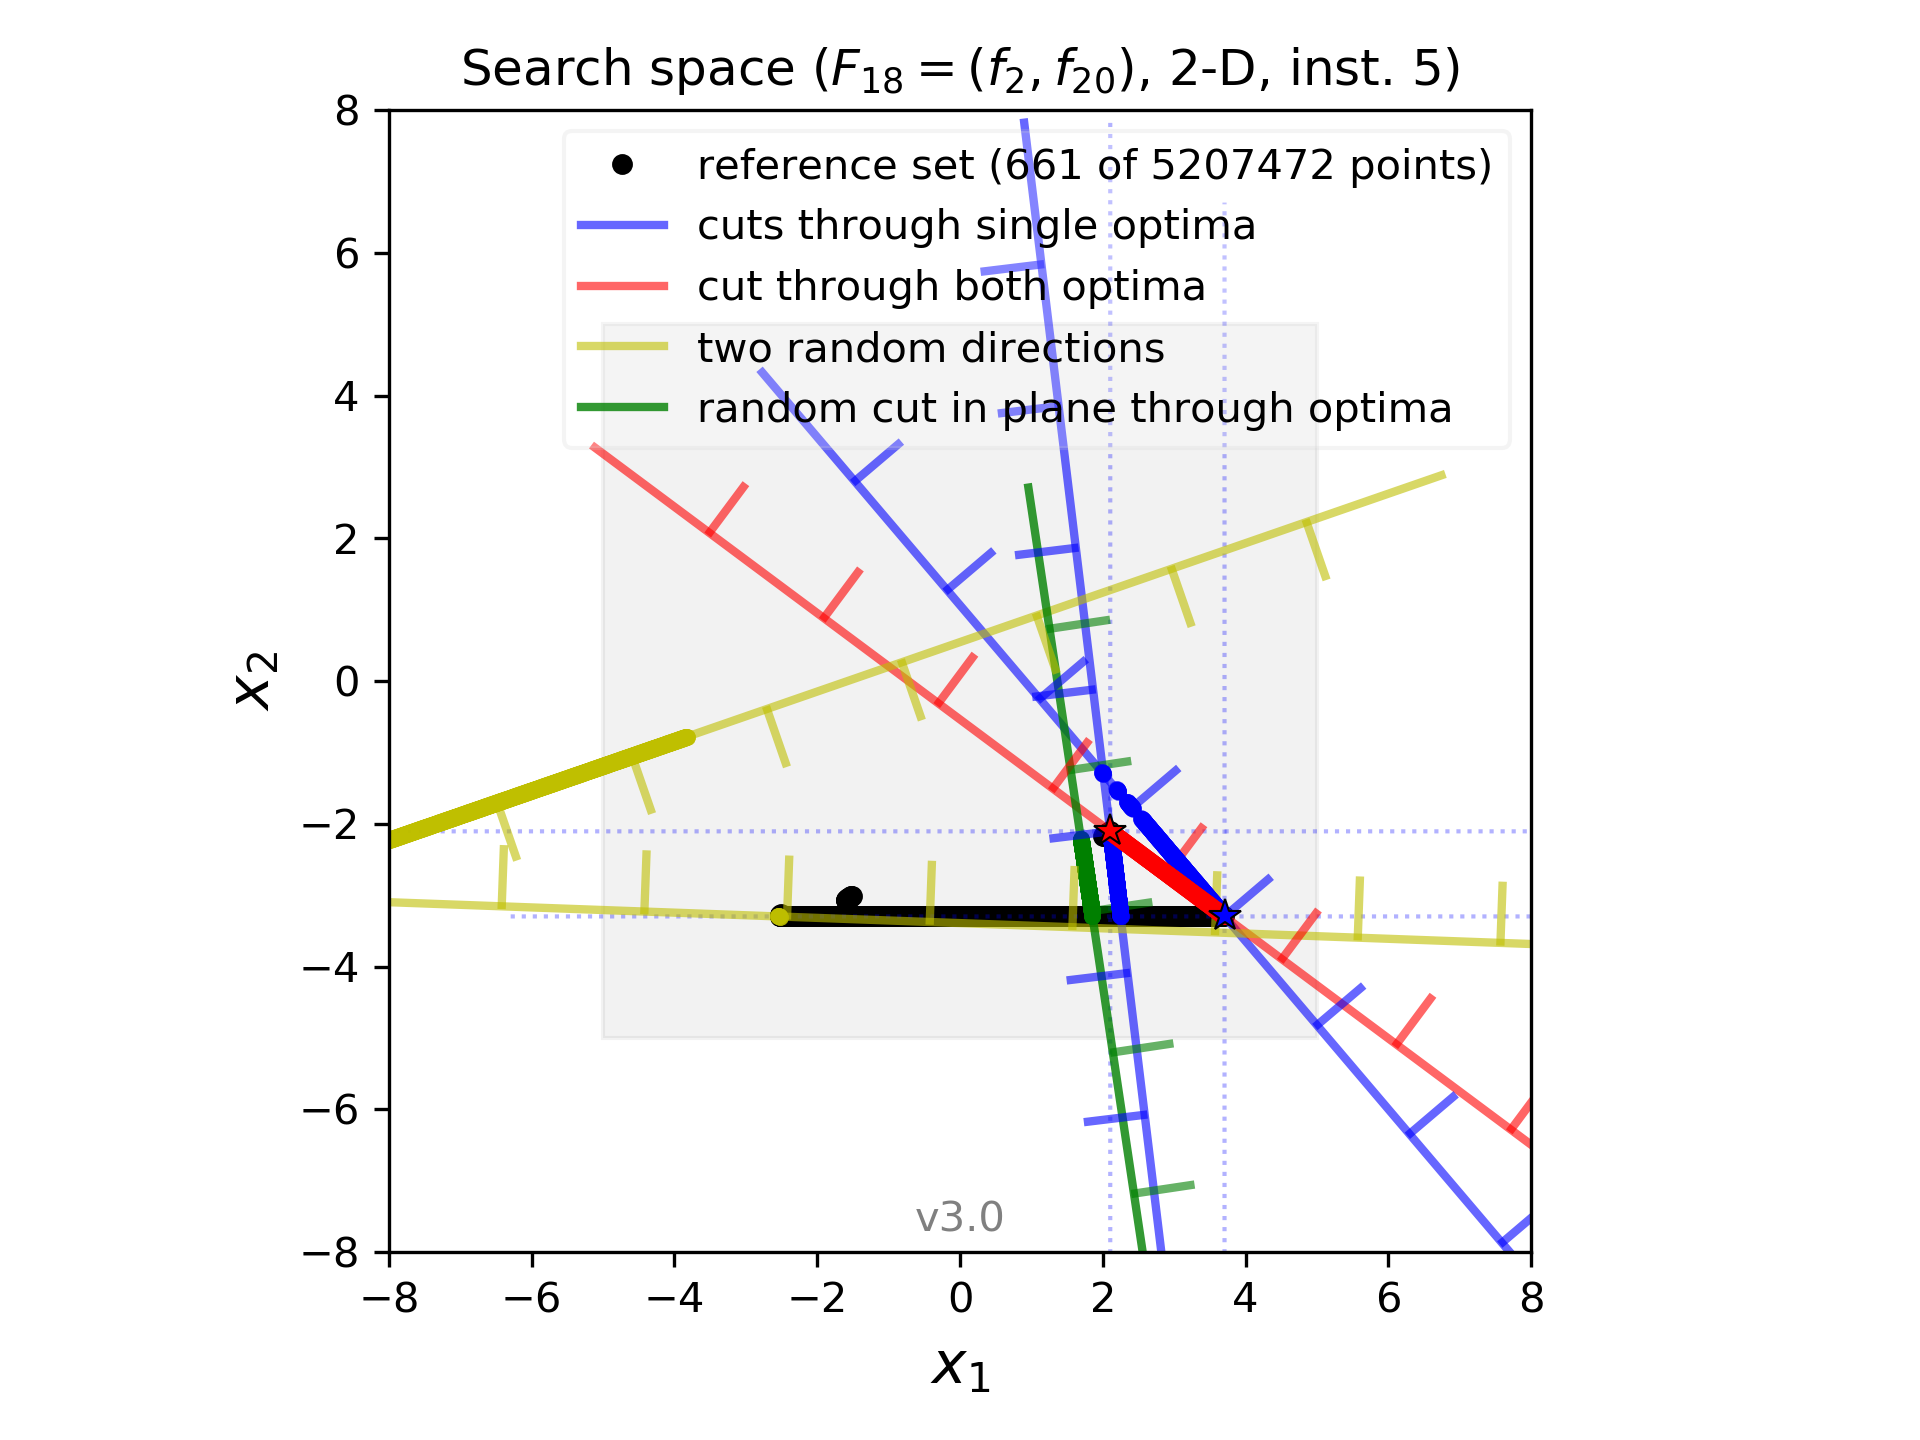 Search space (F18 = (f2, f20), 2-D, inst. 5)
8
6
4
2
0
−2
−4
−6
−8
x2
reference set (661 of 5207472 points)
cuts through single optima
cut through both optima
two random directions
random cut in plane through optima
v3.0
−8 −6 −4 −2 0 2 4 6 8
x1